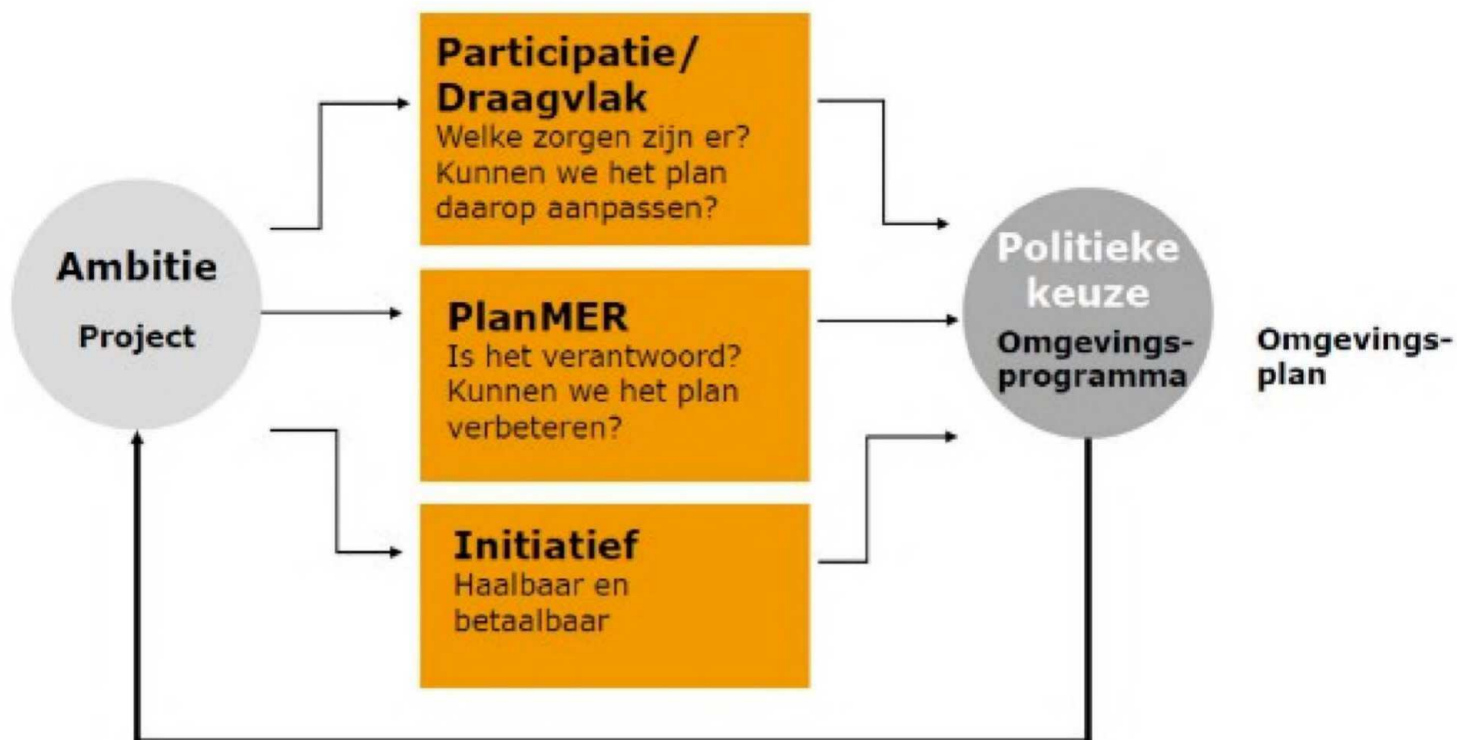 Ambitie
Project
Participatie/
Draagvlak
Welke zorgen zijn er?
Kunnen we het plan
daarop aanpassen?
PlanMER
Is het verantwoord?
Kunnen we het plan
verbeteren?
Initiatief
Haalbaar en
betaalbaar
Politieke
keuze
Omgevings-
programma
Omgevings-
plan